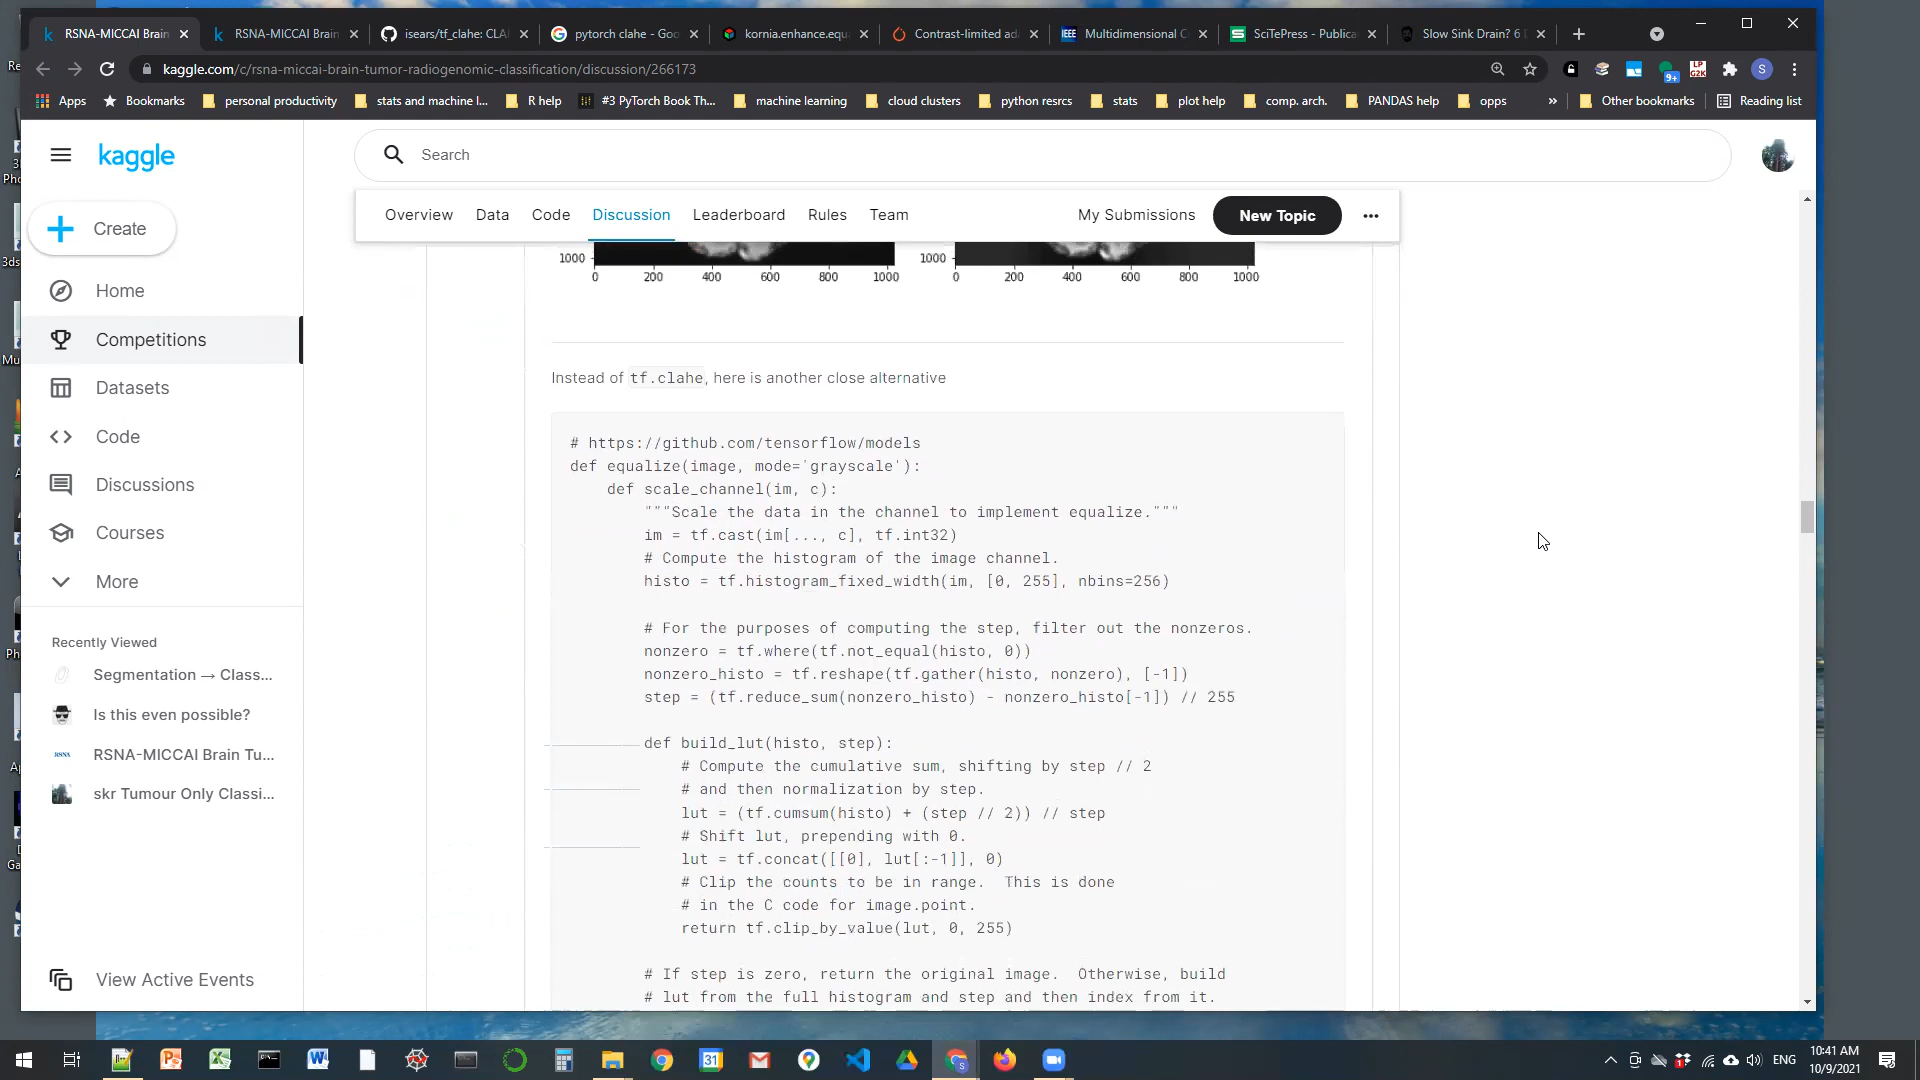 RSNA-MICCAI Brain
RSNA-MICCAI Brain
isears/tf_clahe: CLA
pytorch clahe - Goo
kornia.enhance.equ
Contrast-limited ad
Multidimensional C
SciTePress - Publica
Slow Sink Drain? 6
kaggle.com/c/rsna-miccai-brain-tumor-radiogenomic-classification/discussion/266173
Apps
Bookmarks
personal productivity
stats and machine l...
R help
#3 PyTorch Book Th...
machine learning
cloud clusters
python resrcs
stats
plot help
comp. arch.
PANDAS help
opps
»
Other bookmarks
Reading list
kaggle
Search
Create
Home
Competitions
Datasets
Code
Discussions
Courses
More
Recently Viewed
Segmentation → Class...
Is this even possible?
RSNA-MICCAI Brain Tu...
skr Tumour Only Classi...
View Active Events
Overview Data Code Discussion Leaderboard Rules Team My Submissions New Topic
1000 1000
0 200 400 600 800 1000 0 200 400 600 800 1000
Instead of tf.clahe, here is another close alternative
# https://github.com/tensorflow/models
def equalize(image, mode='grayscale'):
def scale_channel(im, c):
"""Scale the data in the channel to implement equalize."""
im = tf.cast(im[..., c], tf.int32)
# Compute the histogram of the image channel.
histo = tf.histogram_fixed_width(im, [0, 255], nbins=256)
# For the purposes of computing the step, filter out the nonzeros.
nonzero = tf.where(tf.not_equal(histo, 0))
nonzero_histo = tf.reshape(tf.gather(histo, nonzero), [-1])
step = (tf.reduce_sum(nonzero_histo) - nonzero_histo[-1]) // 255
def build_lut(histo, step):
# Compute the cumulative sum, shifting by step // 2
# and then normalization by step.
lut = (tf.cumsum(histo) + (step // 2)) // step
# Shift lut, prepending with 0.
lut = tf.concat([[0], lut[:-1]], 0)
# Clip the counts to be in range.  This is done
# in the C code for image.point.
return tf.clip_by_value(lut, 0, 255)
# If step is zero, return the original image.  Otherwise, build
# lut from the full histogram and step and then index from it.
ENG
10:41 AM
10/9/2021